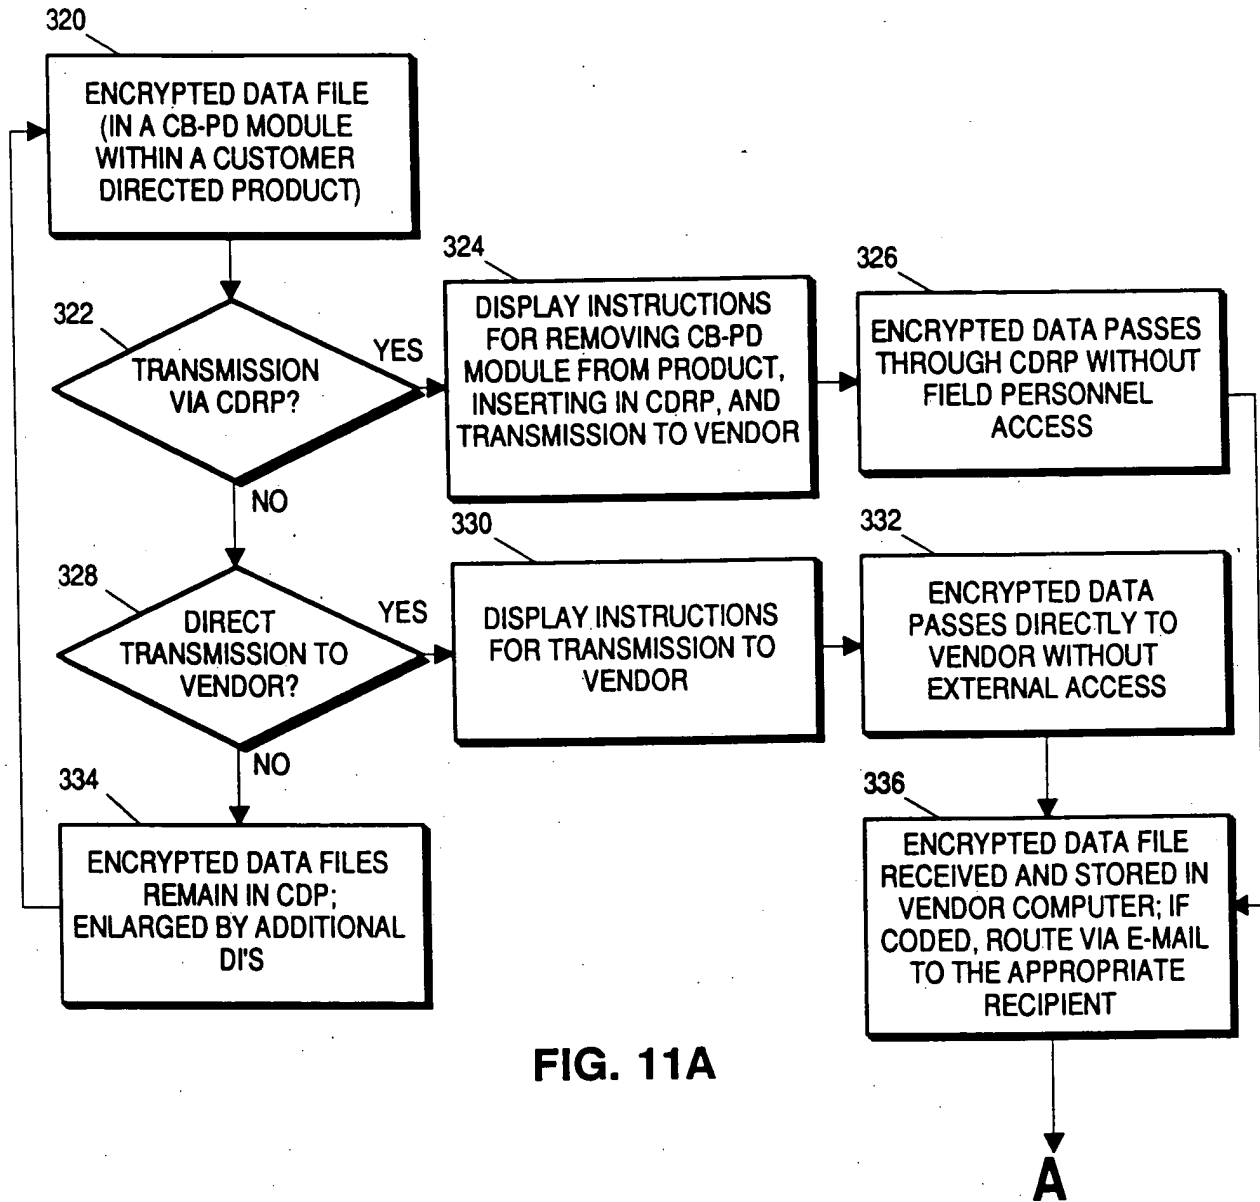 320
ENCRYPTED DATA FILE
(IN A CB-PD MODULE
WITHIN A CUSTOMER
DIRECTED PRODUCT)
322
TRANSMISSION
VIA CDRP?
YES
NO
324
DISPLAY INSTRUCTIONS
FOR REMOVING CB-PD
MODULE FROM PRODUCT,
INSERTING IN CDRP, AND
TRANSMISSION TO VENDOR
326
ENCRYPTED DATA PASSES
THROUGH CDRP WITHOUT
FIELD PERSONNEL
ACCESS
328
DIRECT
TRANSMISSION TO
VENDOR?
YES
NO
330
DISPLAY INSTRUCTIONS
FOR TRANSMISSION TO
VENDOR
332
ENCRYPTED DATA
PASSES DIRECTLY TO
VENDOR WITHOUT
EXTERNAL ACCESS
334
ENCRYPTED DATA FILES
REMAIN IN CDP;
ENLARGED BY ADDITIONAL
DI'S
336
ENCRYPTED DATA FILE
RECEIVED AND STORED IN
VENDOR COMPUTER; IF
CODED, ROUTE VIA E-MAIL
TO THE APPROPRIATE
RECIPIENT
FIG. 11A
A